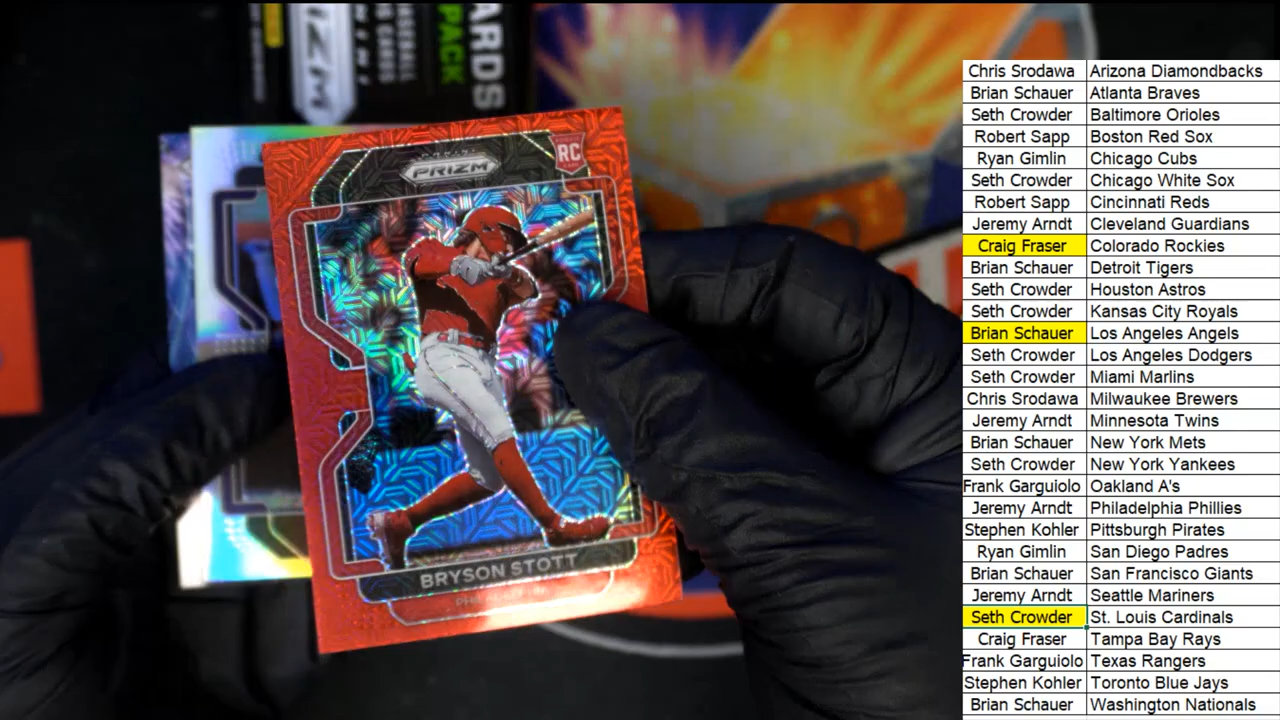 CARDS
PACK
BASEBALL
CARDS
PRIZM
PRIZM
RC
BRYSON STOTT
Chris Srodawa Arizona Diamondbacks
Brian Schauer Atlanta Braves
Seth Crowder Baltimore Orioles
Robert Sapp Boston Red Sox
Ryan Gimlin Chicago Cubs
Seth Crowder Chicago White Sox
Robert Sapp Cincinnati Reds
Jeremy Arndt Cleveland Guardians
Craig Fraser Colorado Rockies
Brian Schauer Detroit Tigers
Seth Crowder Houston Astros
Seth Crowder Kansas City Royals
Brian Schauer Los Angeles Angels
Seth Crowder Los Angeles Dodgers
Seth Crowder Miami Marlins
Chris Srodawa Milwaukee Brewers
Jeremy Arndt Minnesota Twins
Brian Schauer New York Mets
Seth Crowder New York Yankees
Frank Garguiolo Oakland A's
Jeremy Arndt Philadelphia Phillies
Stephen Kohler Pittsburgh Pirates
Ryan Gimlin San Diego Padres
Brian Schauer San Francisco Giants
Jeremy Arndt Seattle Mariners
Seth Crowder St. Louis Cardinals
Craig Fraser Tampa Bay Rays
Frank Garguiolo Texas Rangers
Stephen Kohler Toronto Blue Jays
Brian Schauer Washington Nationals